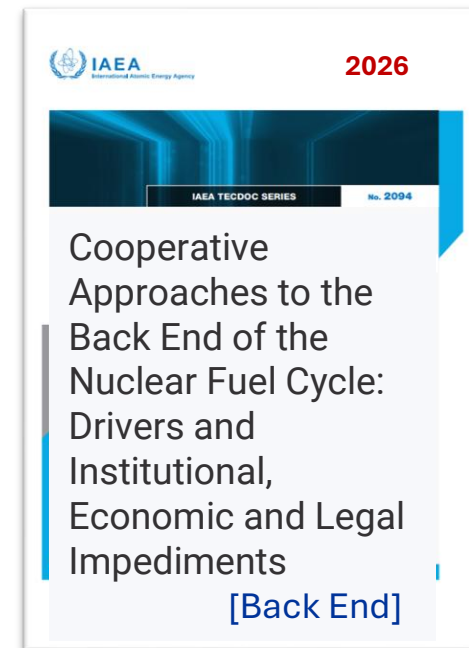 IAEA
International Atomic Energy Agency
2026
IAEA TECDOC SERIES
No. 2094
Cooperative
Approaches to the
Back End of the
Nuclear Fuel Cycle:
Drivers and
Institutional,
Economic and Legal
Impediments
[Back End]